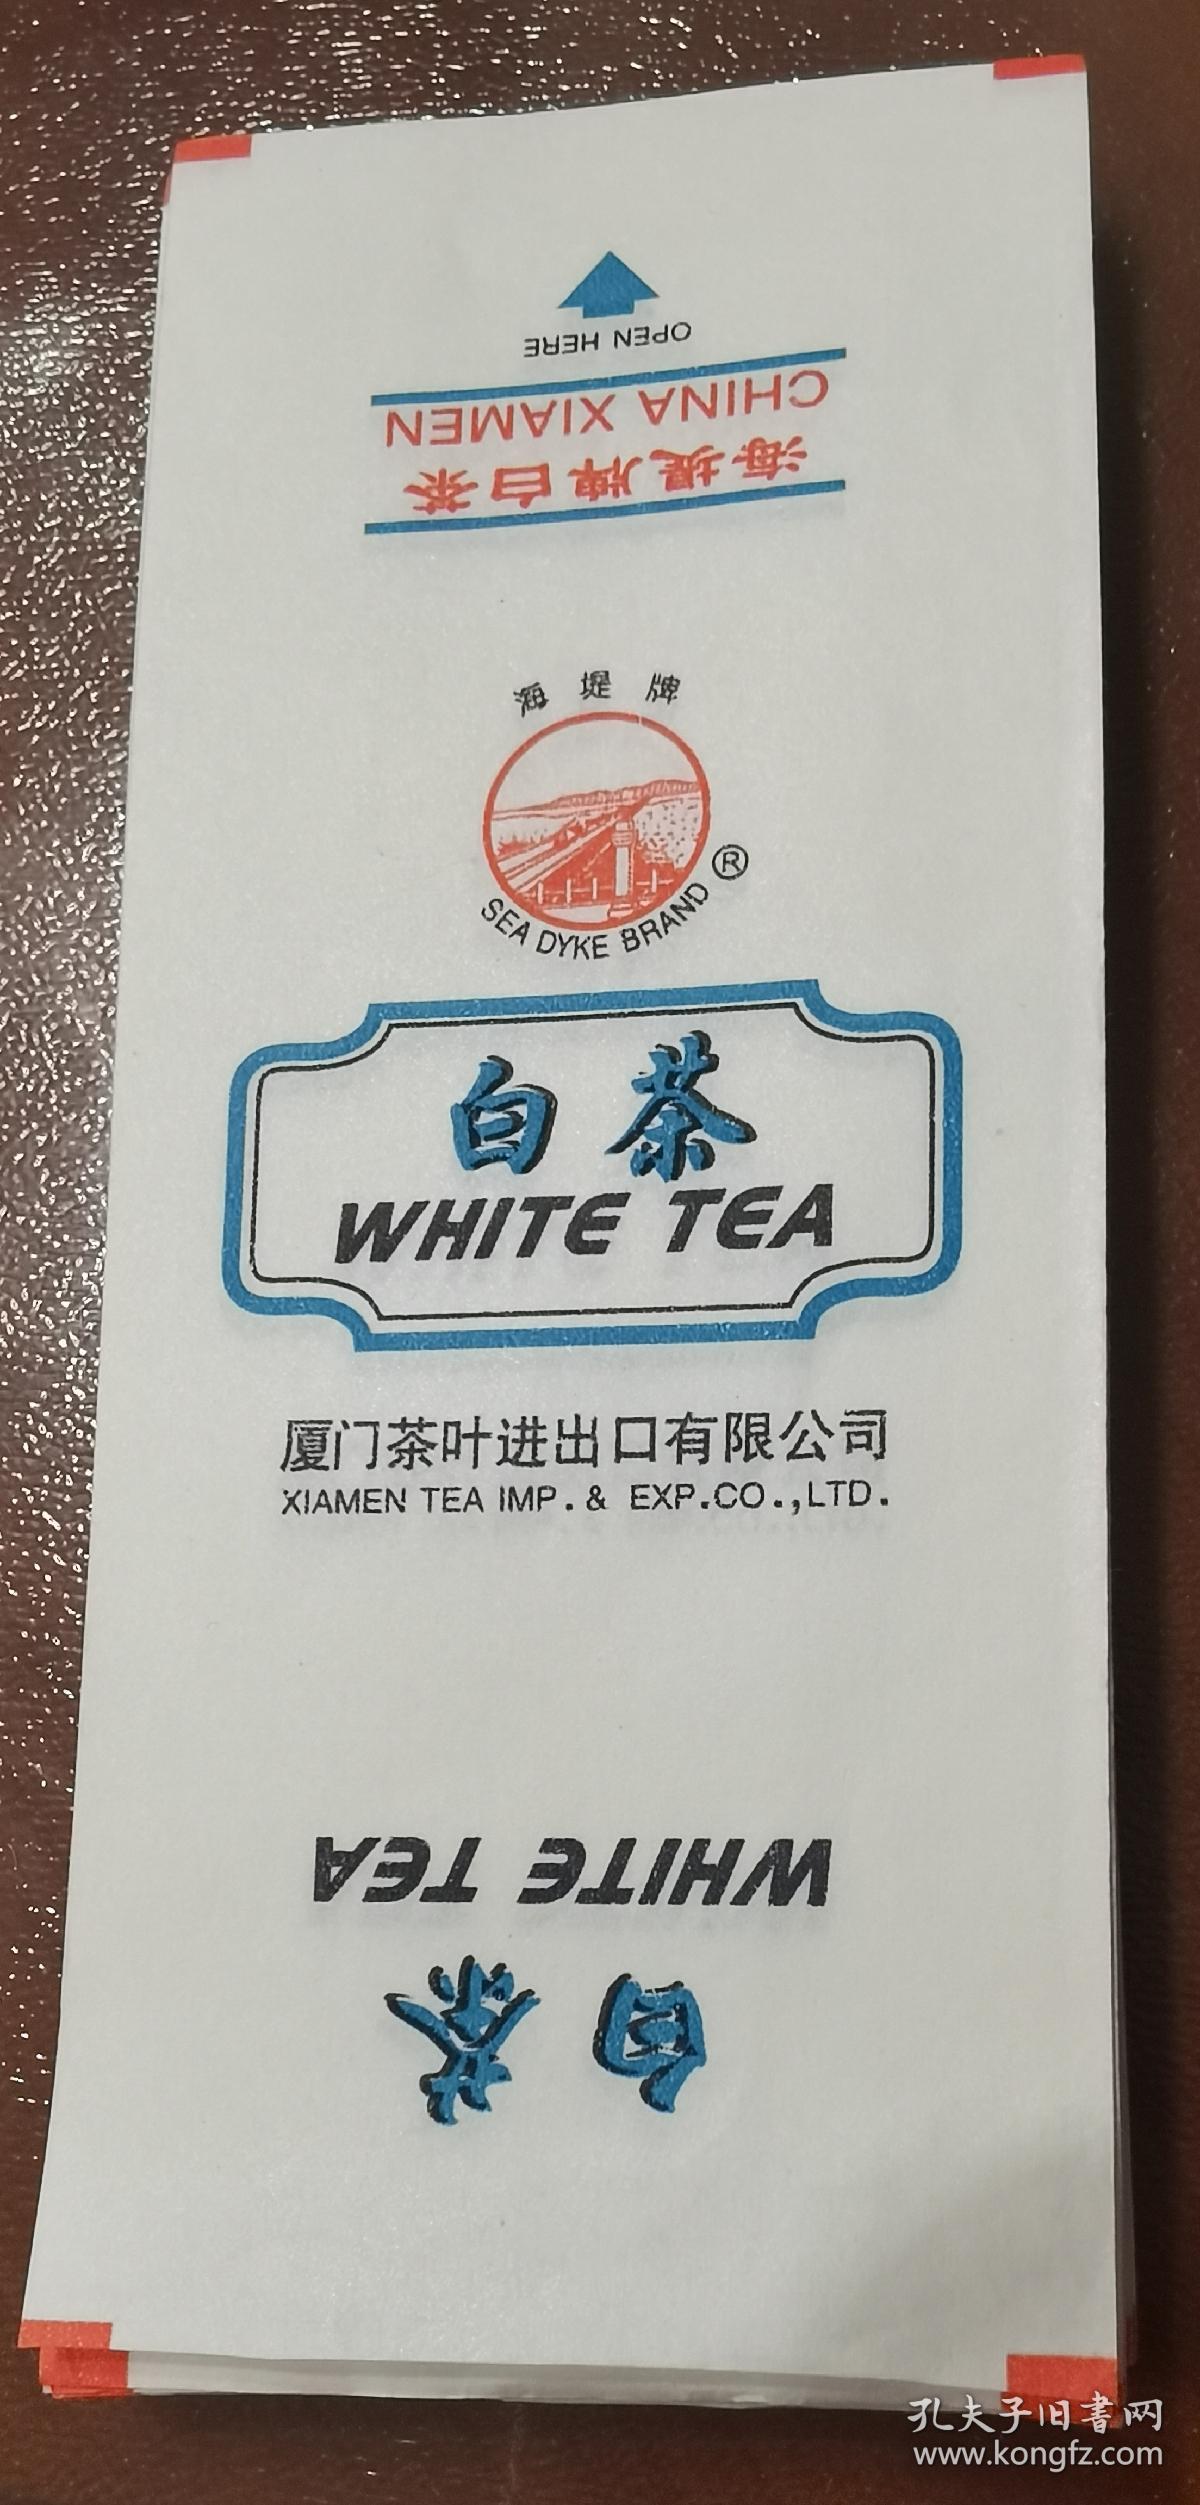 OPEN HERE
CHINA XIAMEN
海堤牌白茶
海堤牌
SEA DYKE BRAND ®
白茶
WHITE TEA
厦门茶叶进出口有限公司
XIAMEN TEA IMP. & EXP.CO.,LTD.
WHITE TEA
白茶
孔夫子旧書网
www.kongfz.com